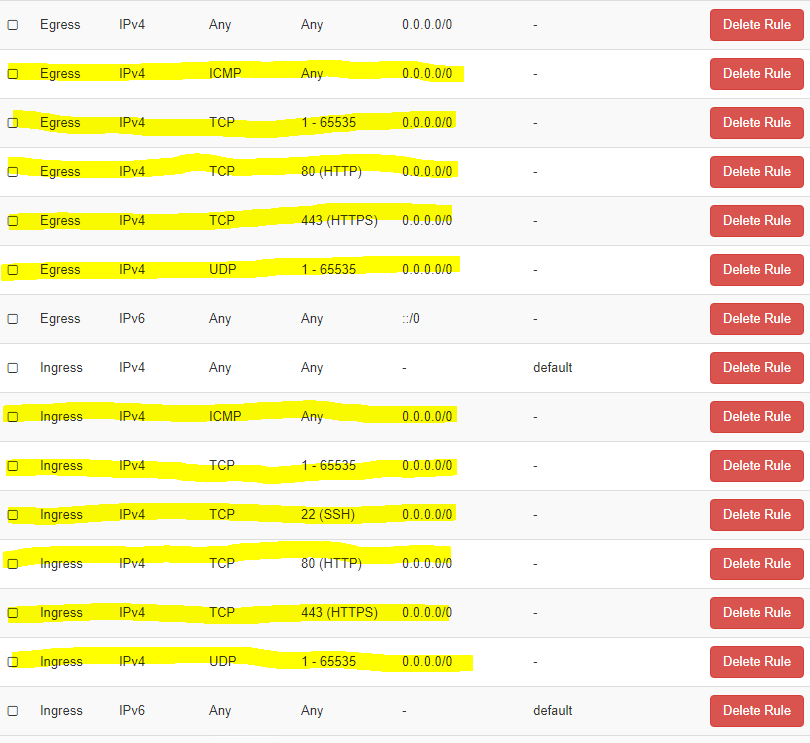 Egress IPv4 Any Any 0.0.0.0/0 - Delete Rule
Egress IPv4 ICMP Any 0.0.0.0/0 - Delete Rule
Egress IPv4 TCP 1 - 65535 0.0.0.0/0 - Delete Rule
Egress IPv4 TCP 80 (HTTP) 0.0.0.0/0 - Delete Rule
Egress IPv4 TCP 443 (HTTPS) 0.0.0.0/0 - Delete Rule
Egress IPv4 UDP 1 - 65535 0.0.0.0/0 - Delete Rule
Egress IPv6 Any Any ::/0 - Delete Rule
Ingress IPv4 Any Any - default Delete Rule
Ingress IPv4 ICMP Any 0.0.0.0/0 - Delete Rule
Ingress IPv4 TCP 1 - 65535 0.0.0.0/0 - Delete Rule
Ingress IPv4 TCP 22 (SSH) 0.0.0.0/0 - Delete Rule
Ingress IPv4 TCP 80 (HTTP) 0.0.0.0/0 - Delete Rule
Ingress IPv4 TCP 443 (HTTPS) 0.0.0.0/0 - Delete Rule
Ingress IPv4 UDP 1 - 65535 0.0.0.0/0 - Delete Rule
Ingress IPv6 Any Any - default Delete Rule